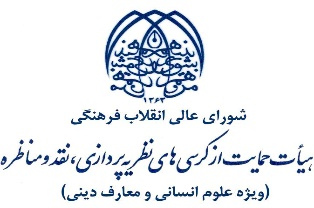 ۱۳۶۳
شورای عالی انقلاب فرهنگی
هیأت حمایت از کرسی های نظریه پردازی، نقد و مناظره
(ویژه علوم انسانی و معارف دینی)